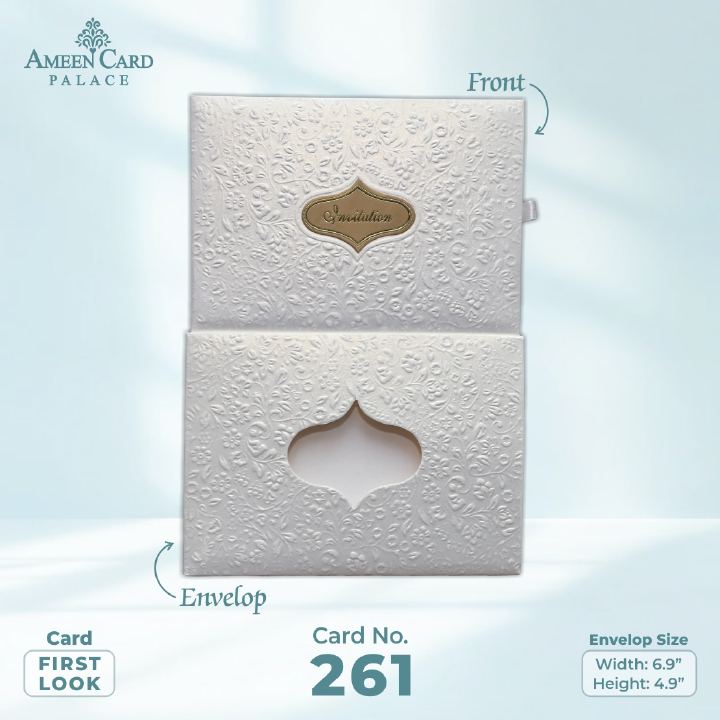 AMEEN CARD
PALACE
Front
Invitation
Envelop
Card
FIRST
LOOK
Card No.
261
Envelop Size
Width: 6.9”
Height: 4.9”